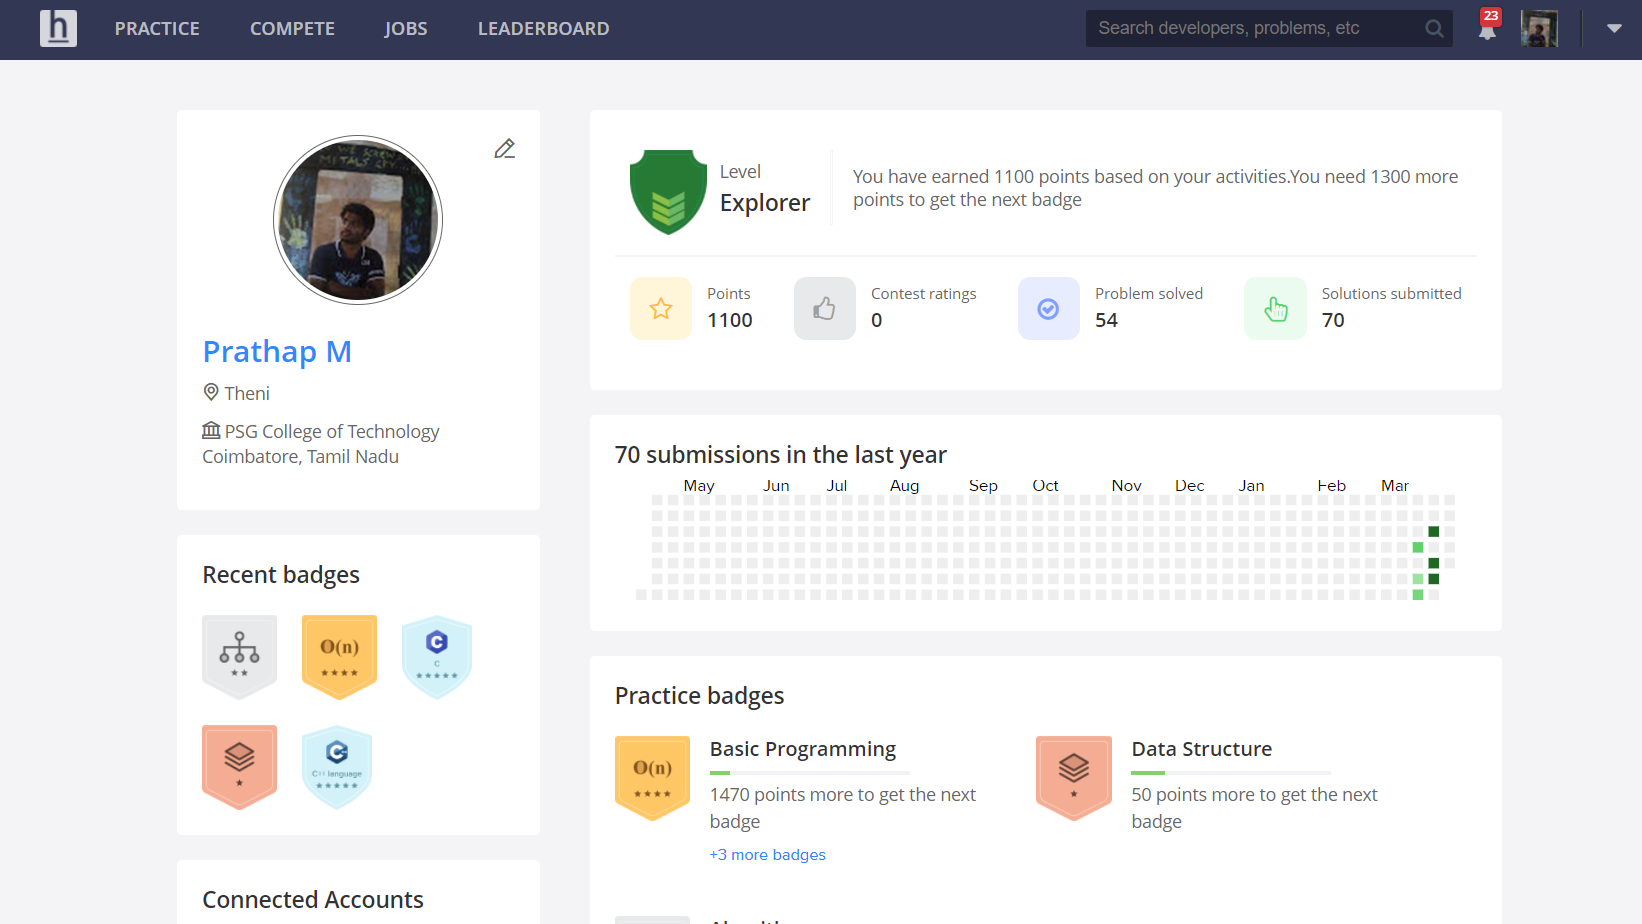 h
PRACTICE
COMPETE
JOBS
LEADERBOARD
Search developers, problems, etc
23
Prathap M
Theni
PSG College of Technology
Coimbatore, Tamil Nadu
Level
Explorer
You have earned 1100 points based on your activities.You need 1300 more
points to get the next badge
Points
1100
Contest ratings
0
Problem solved
54
Solutions submitted
70
70 submissions in the last year
May Jun Jul Aug Sep Oct Nov Dec Jan Feb Mar
Recent badges
O(n)
C
C
C++
C++ language
Practice badges
O(n)
Basic Programming
1470 points more to get the next
badge
+3 more badges
Data Structure
50 points more to get the next
badge
Connected Accounts